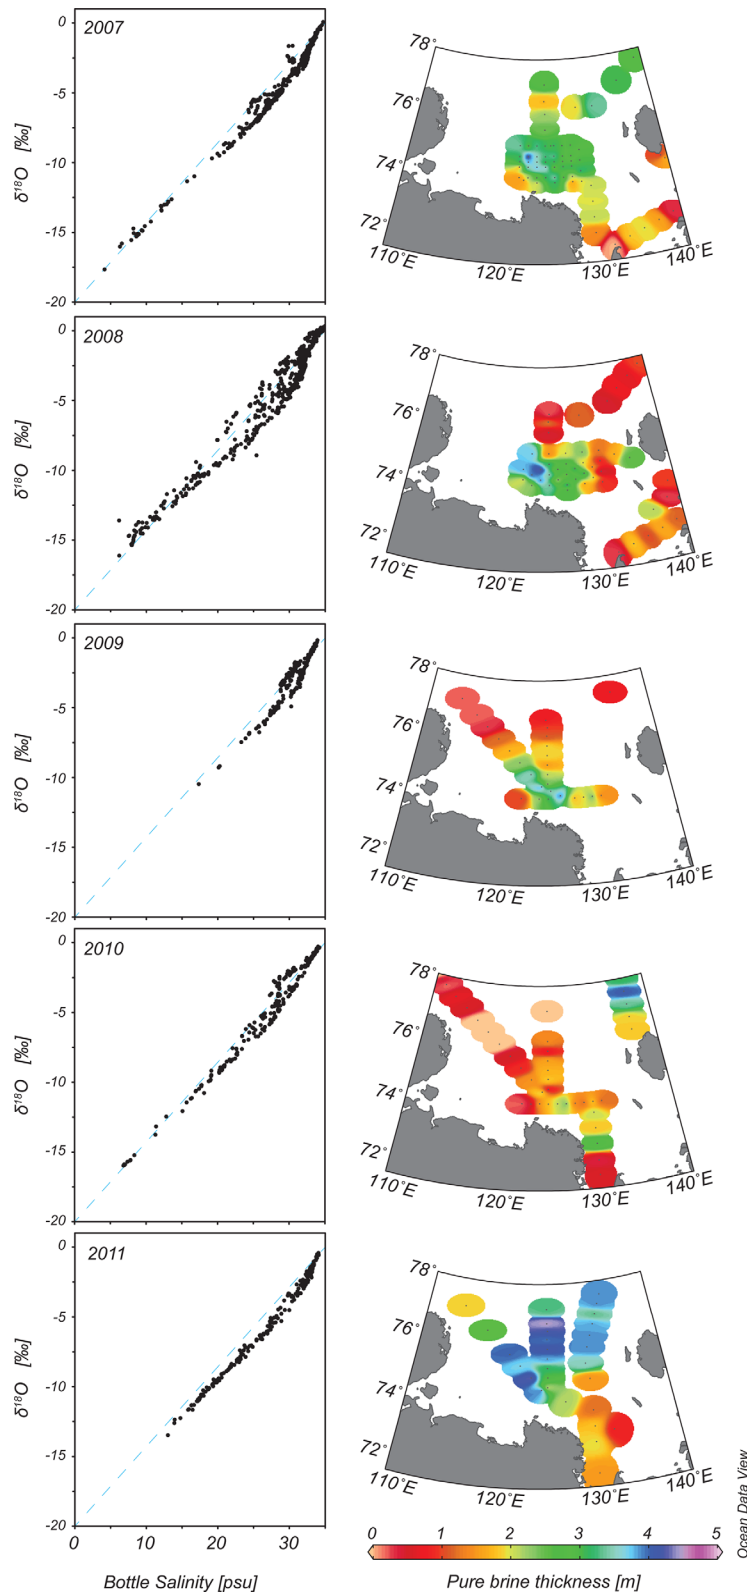 2007
0
-5
-10
-15
-20
δ¹⁸O [‰]
78˚
76˚
74˚
72˚
110˚E
120˚E
130˚E
140˚E
2008
0
-5
-10
-15
-20
δ¹⁸O [‰]
78˚
76˚
74˚
72˚
110˚E
120˚E
130˚E
140˚E
2009
0
-5
-10
-15
-20
δ¹⁸O [‰]
78˚
76˚
74˚
72˚
110˚E
120˚E
130˚E
140˚E
2010
0
-5
-10
-15
-20
δ¹⁸O [‰]
78˚
76˚
74˚
72˚
110˚E
120˚E
130˚E
140˚E
2011
0
-5
-10
-15
-20
δ¹⁸O [‰]
0 10 20 30
Bottle Salinity [psu]
78˚
76˚
74˚
72˚
110˚E
120˚E
130˚E
140˚E
0 1 2 3 4 5
Pure brine thickness [m]
Ocean Data View